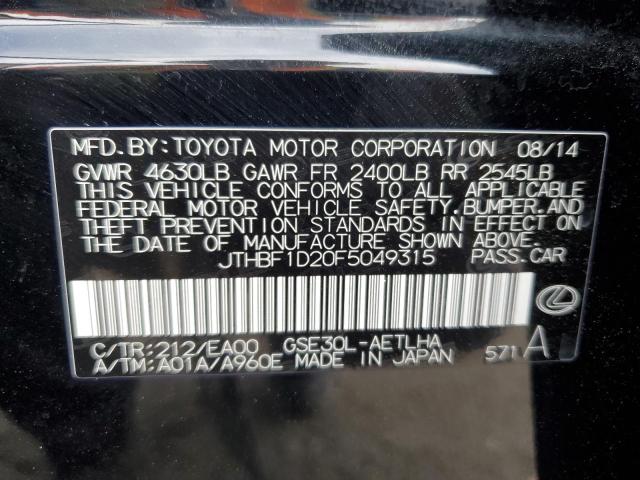 MFD. BY: TOYOTA MOTOR CORPORATION 08/14
GVWR 4630LB GAWR FR 2400LB RR 2545LB
THIS VEHICLE CONFORMS TO ALL APPLICABLE
FEDERAL MOTOR VEHICLE SAFETY, BUMPER, AND
THEFT PREVENTION STANDARDS IN EFFECT ON
THE DATE OF MANUFACTURE SHOWN ABOVE.
JTHBF1D20F5049315 PASS. CAR
C/TR: 212/EA00 GSE30L-AETLHA
A/TM: A01A/A960E MADE IN JAPAN 571 A